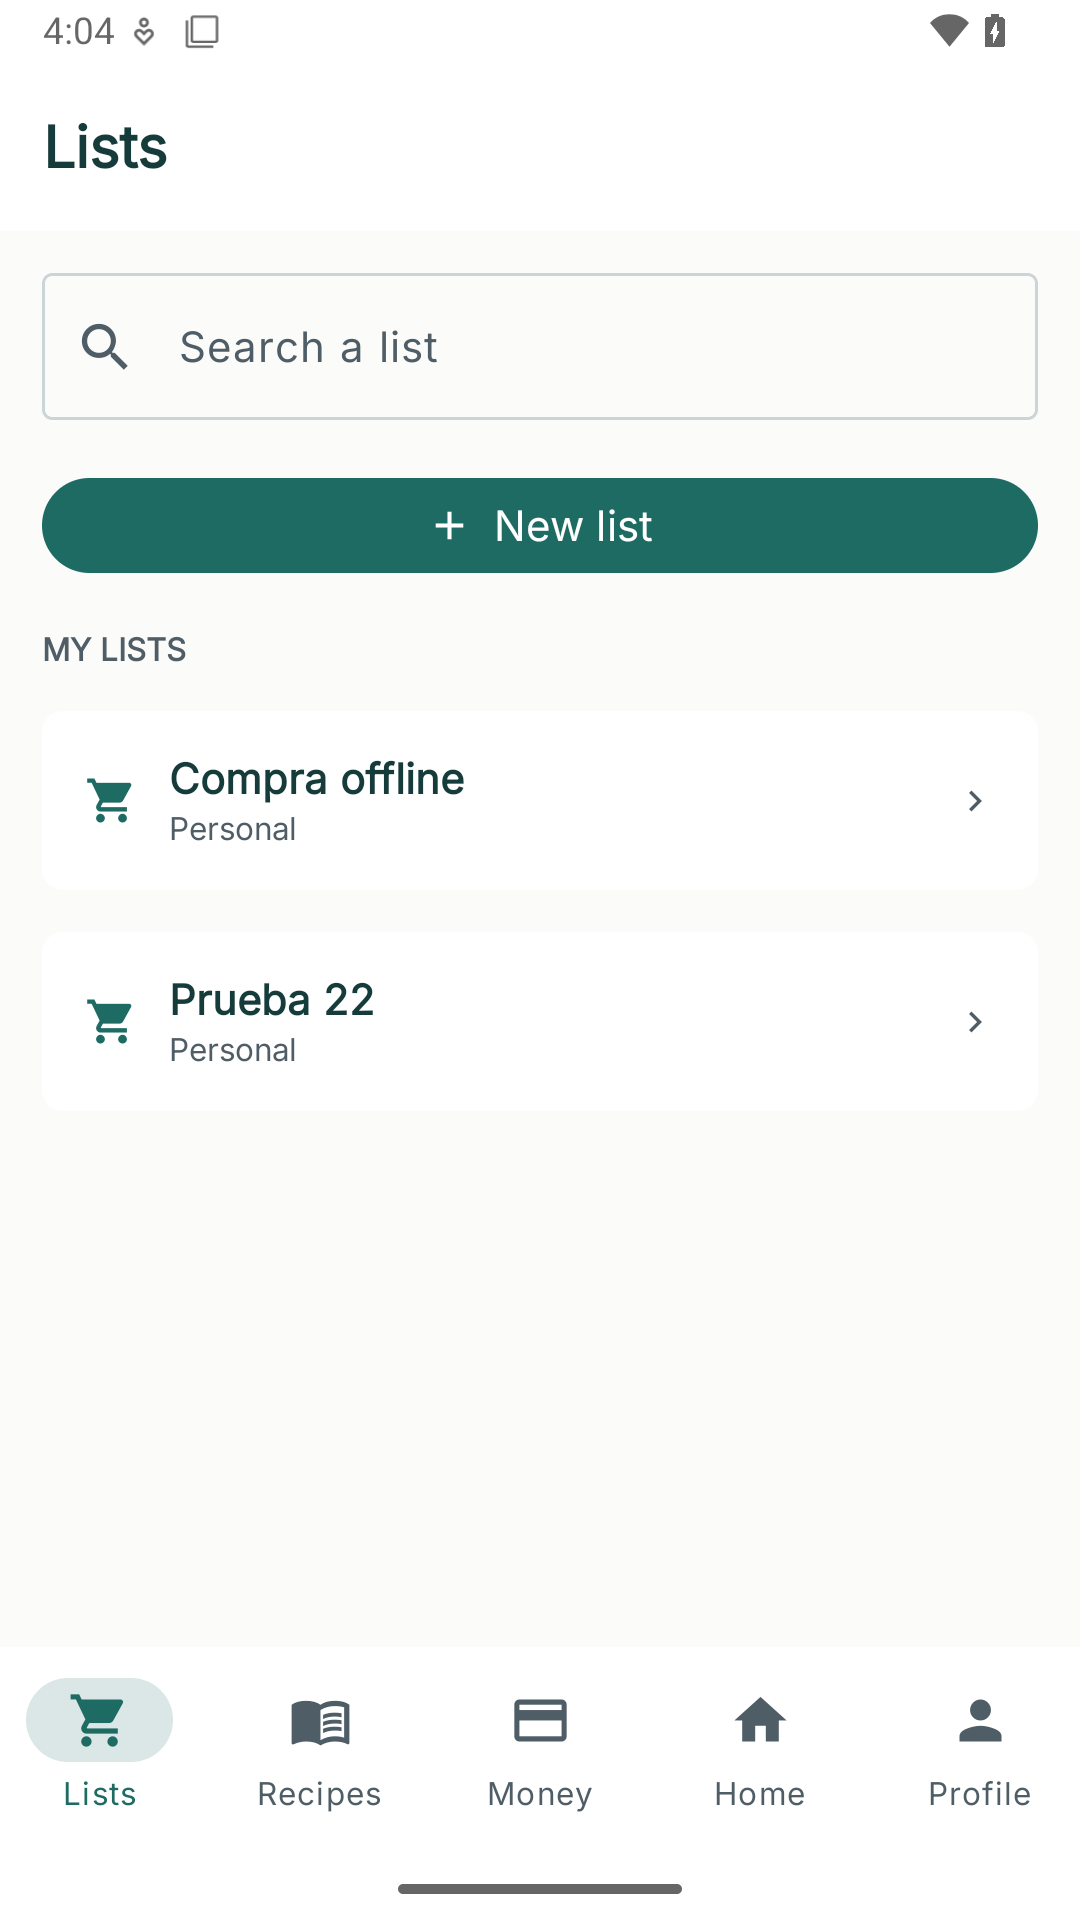 4:04
Lists
Search a list
+ New list
MY LISTS
Compra offline
Personal
Prueba 22
Personal
Lists
Recipes
Money
Home
Profile